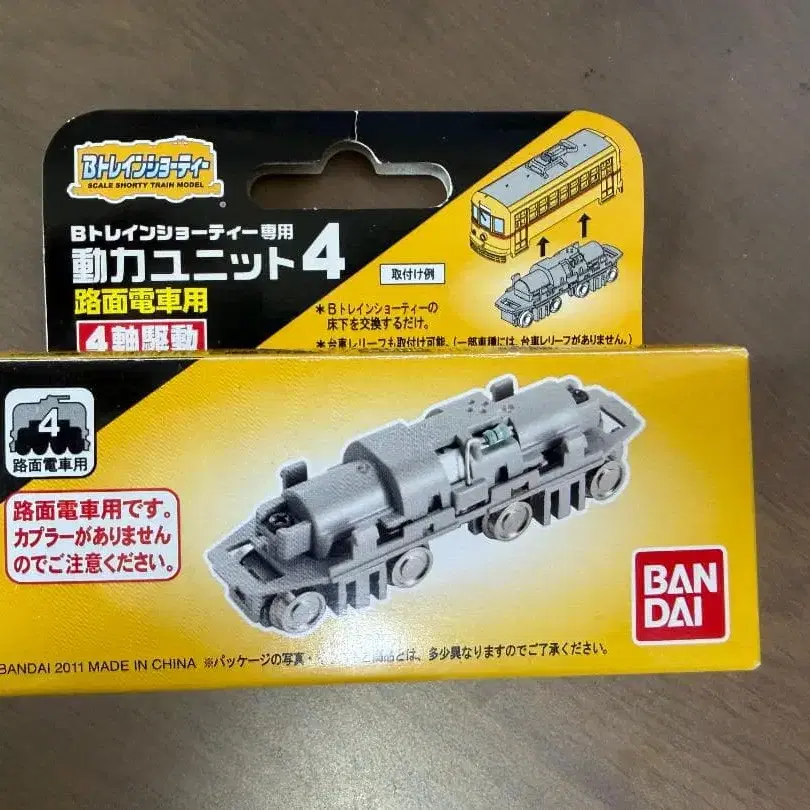 Bトレインショーティー
SCALE SHORTY TRAIN MODEL
Bトレインショーティー専用
動力ユニット4
路面電車用
4軸駆動
取付け例
＊Bトレインショーティーの
床下を交換するだけ。
＊台車レリーフも取付け可能。(一部車種には、台車レリーフがありません。)
4
路面電車用
路面電車用です。
カプラーがありません
のでご注意ください。
BAN
DAI
BANDAI 2011 MADE IN CHINA ※パッケージの写真・
商品とは、多少異なりますのでご了承ください。